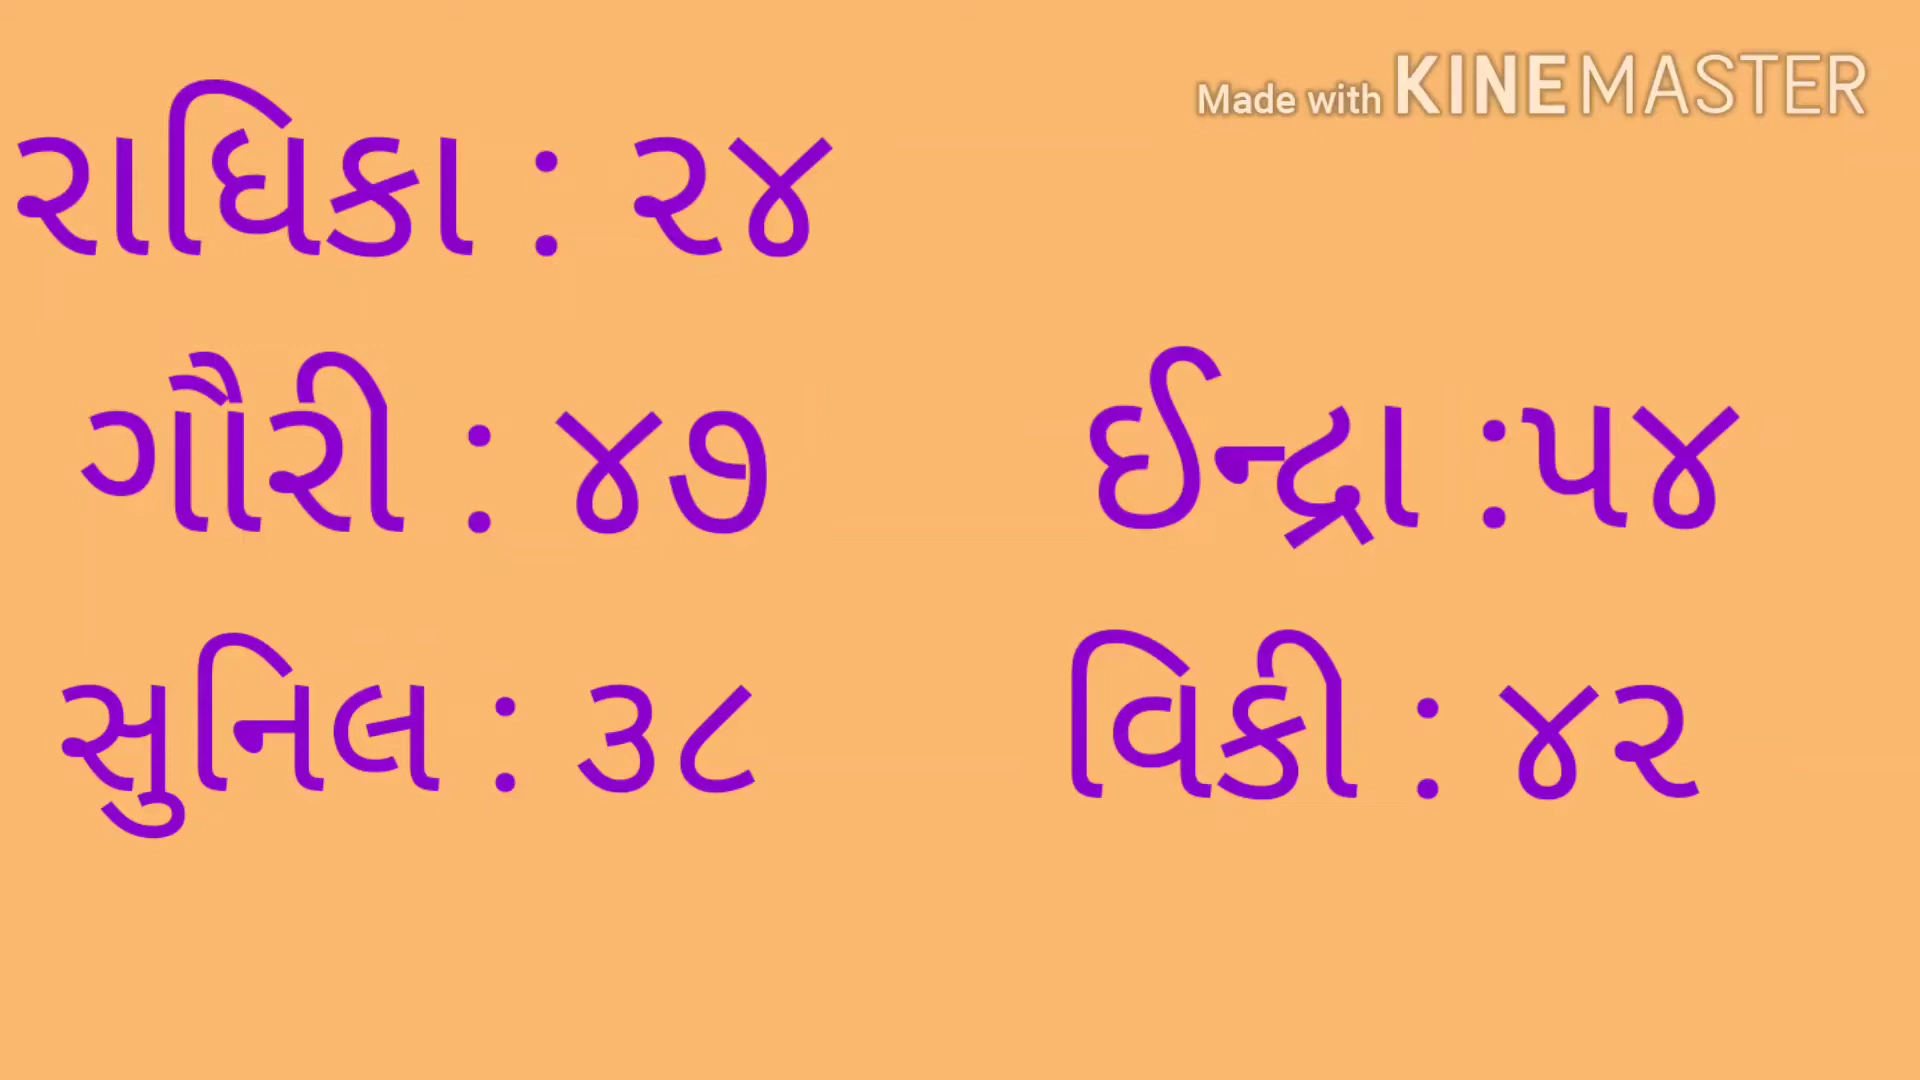 Made with KINEMASTER
રાધિકા : ૨૪
ગૌરી : ૪૭
ઈન્દ્રા :૫૪
સુનિલ : ૩૮
વિકી : ૪૨